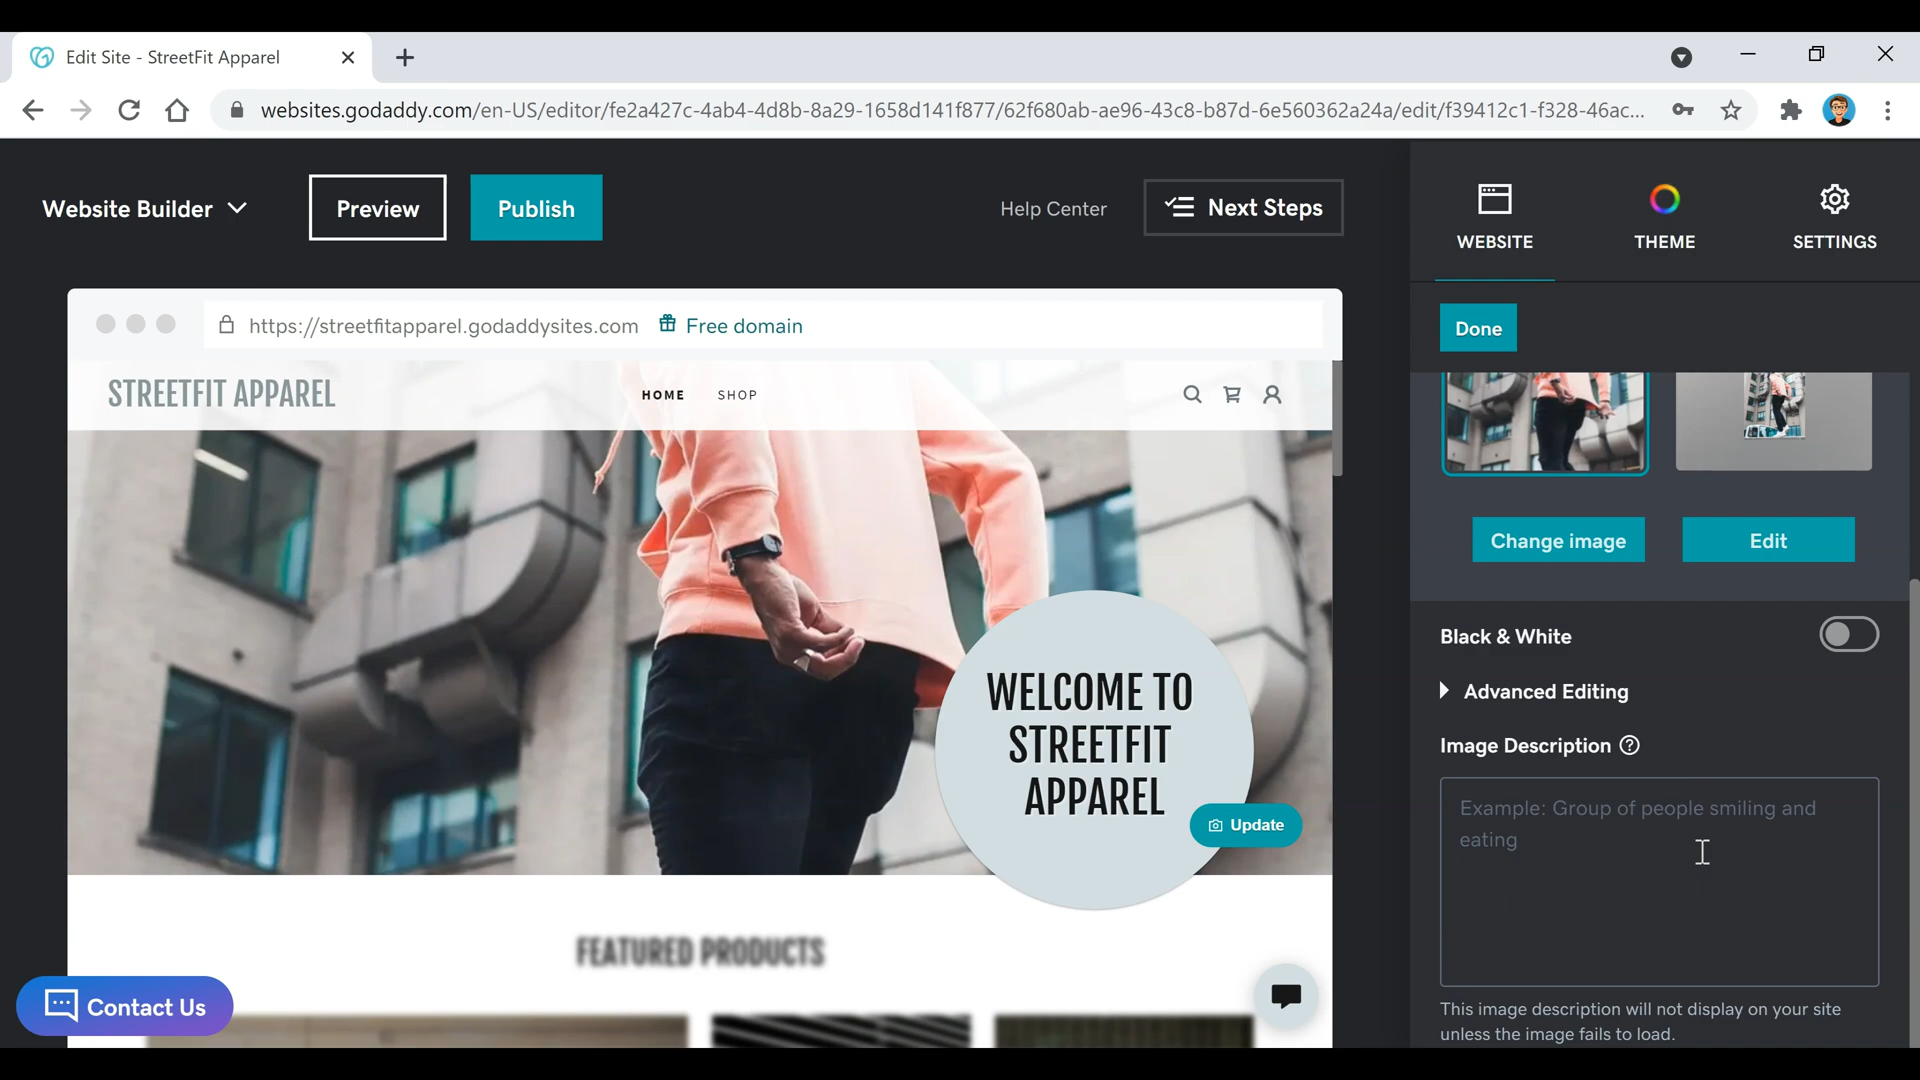 Edit Site - StreetFit Apparel
websites.godaddy.com/en-US/editor/fe2a427c-4ab4-4d8b-8a29-1658d141f877/62f680ab-ae96-43c8-b87d-6e560362a24a/edit/f39412c1-f328-46ac...
Website Builder
Preview
Publish
Help Center
Next Steps
WEBSITE
THEME
SETTINGS
https://streetfitapparel.godaddysites.com
Free domain
Done
STREETFIT APPAREL
HOME
SHOP
Change image
Edit
Black & White
Advanced Editing
Image Description
Example: Group of people smiling and
eating
WELCOME TO
STREETFIT
APPAREL
Update
FEATURED PRODUCTS
Contact Us
This image description will not display on your site
unless the image fails to load.